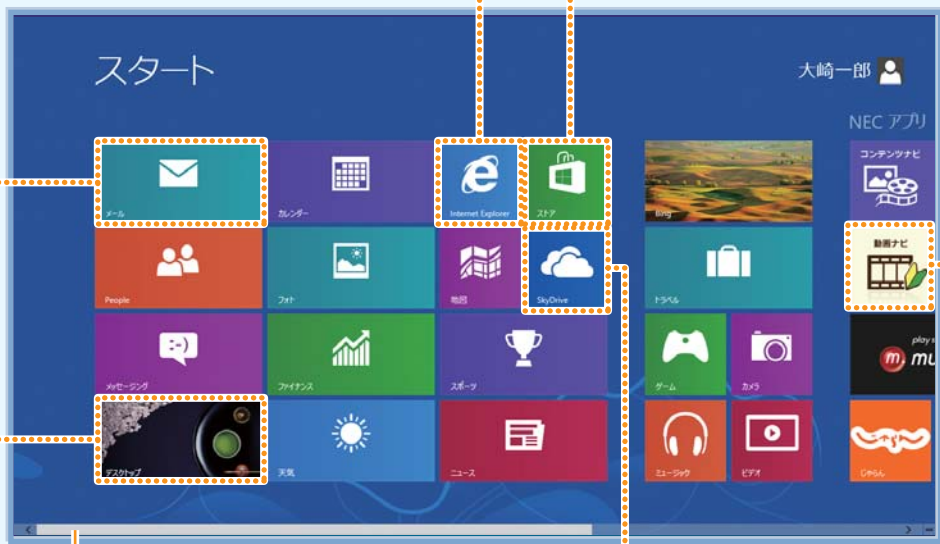 スタート
大崎一郎
NEC アプリ
メール
カレンダー
Internet Explorer
ストア
Bing
コンテンツナビ
People
フォト
地図
SkyDrive
トラベル
動画ナビ
メッセージング
ファイナンス
スポーツ
ゲーム
カメラ
play s
m. mu
デスクトップ
天気
ニュース
ミュージック
ビデオ
じゃらん